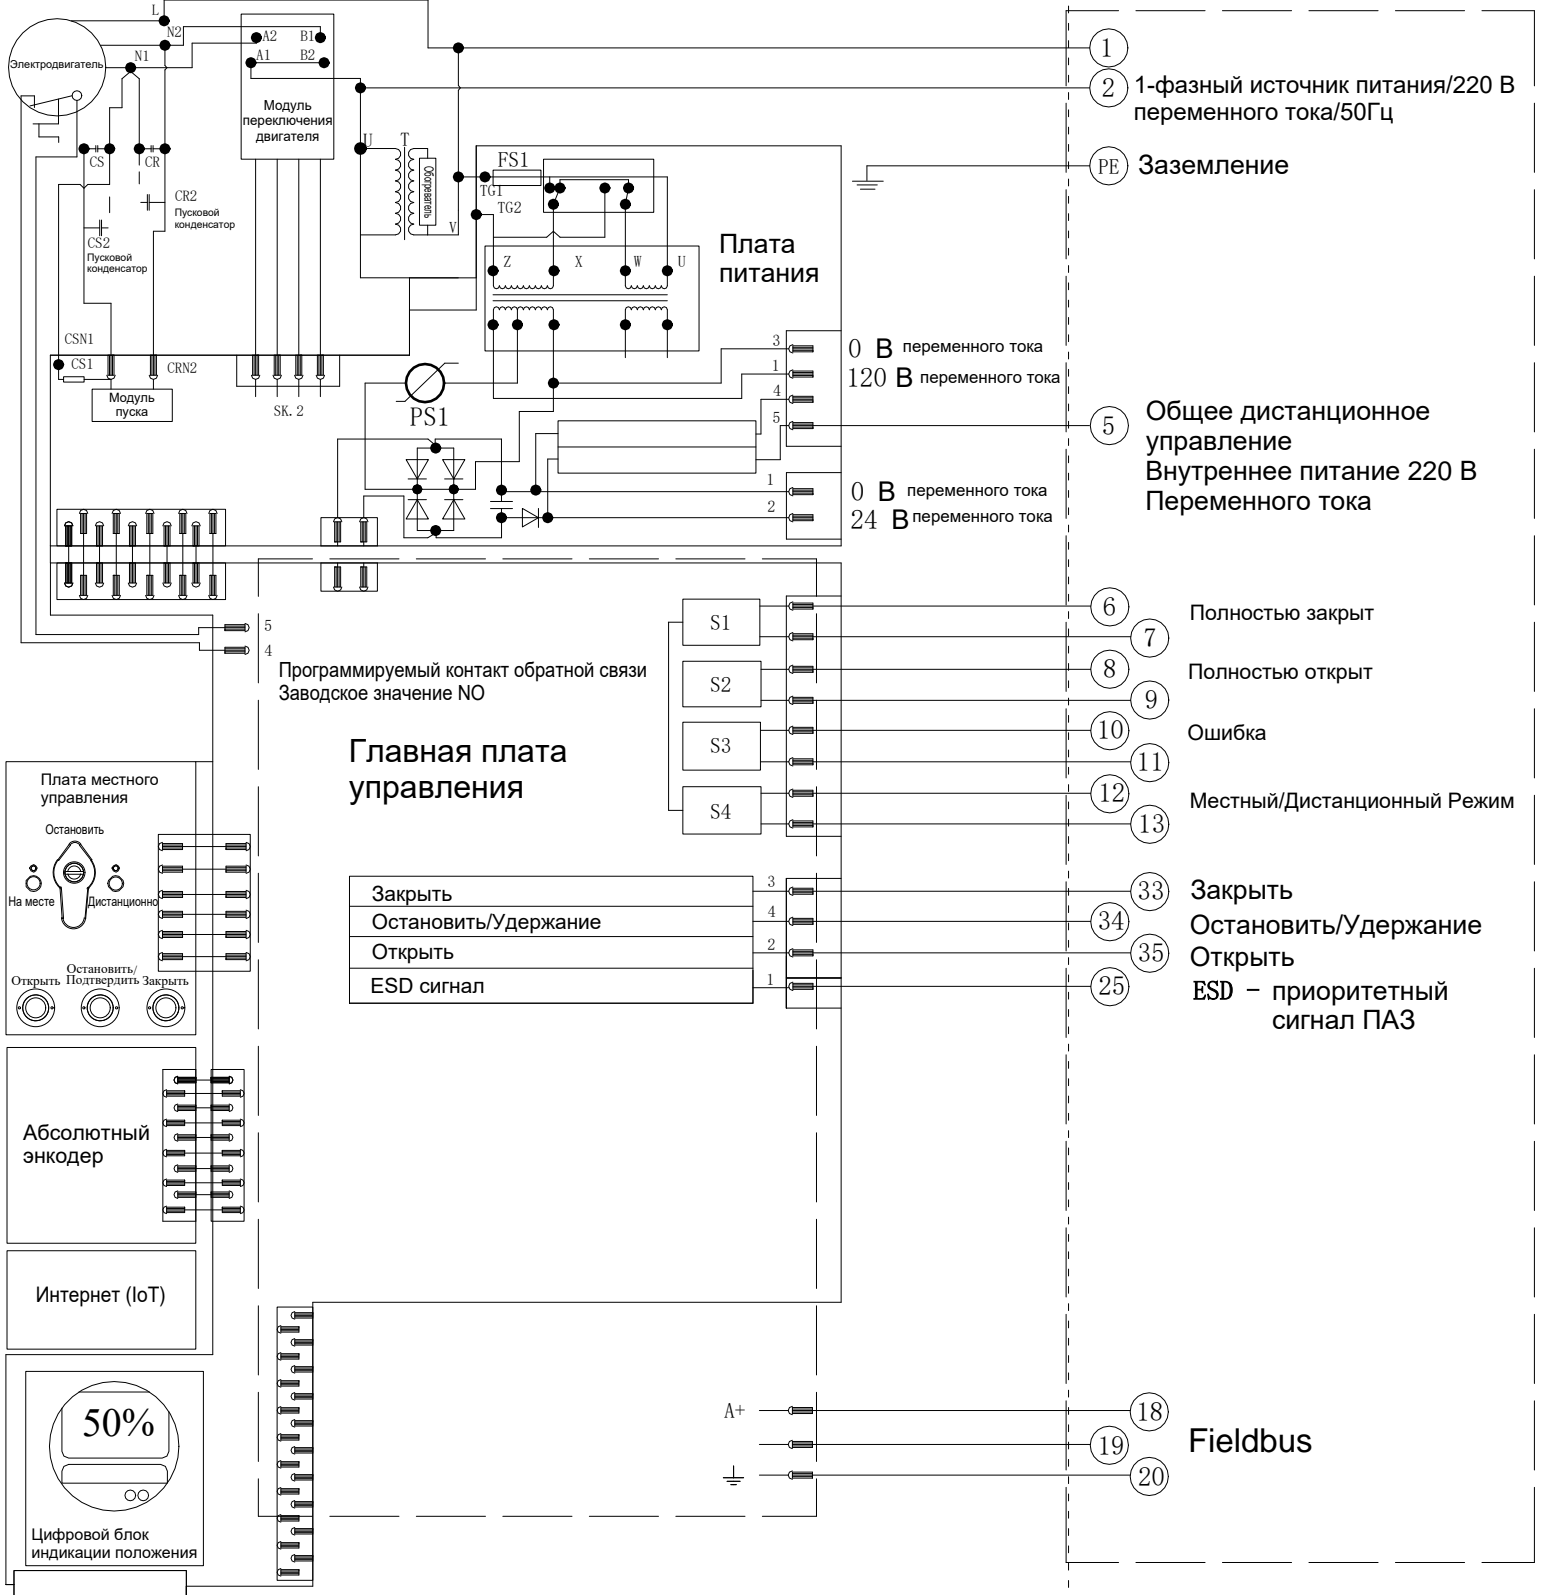 L
N2
Электродвигатель
N1
A2 B1
A1 B2
Модуль
переключения
двигателя
1
2
1-фазный источник питания/220 В
переменного тока/50Гц
PE
Заземление
CS
CR
CR2
Пусковой
конденсатор
CS2
Пусковой
конденсатор
U
T
Обогреватель
V
FS1
TG1
TG2
Z X W U
Плата
питания
CSN1
CS1
CRN2
Модуль
пуска
SK. 2
PS1
3
0 В переменного тока
1
120 В переменного тока
4
5
5
Общее дистанционное
управление
Внутреннее питание 220 В
Переменного тока
1
0 В переменного тока
2
24 В переменного тока
5
4
Программируемый контакт обратной связи
Заводское значение NO
Главная плата
управления
S1
S2
S3
S4
6
Полностью закрыт
7
8
Полностью открыт
9
10
Ошибка
11
12
Местный/Дистанционный Режим
13
Плата местного
управления
Остановить
На месте
Дистанционно
Открыть
Остановить/
Подтвердить
Закрыть
Закрыть
3
33
Закрыть
Остановить/Удержание
4
34
Остановить/Удержание
Открыть
2
35
Открыть
ESD сигнал
1
25
ESD – приоритетный
сигнал ПАЗ
Абсолютный
энкодер
Интернет (IoT)
50%
Цифровой блок
индикации положения
A+
18
19
Fieldbus
20